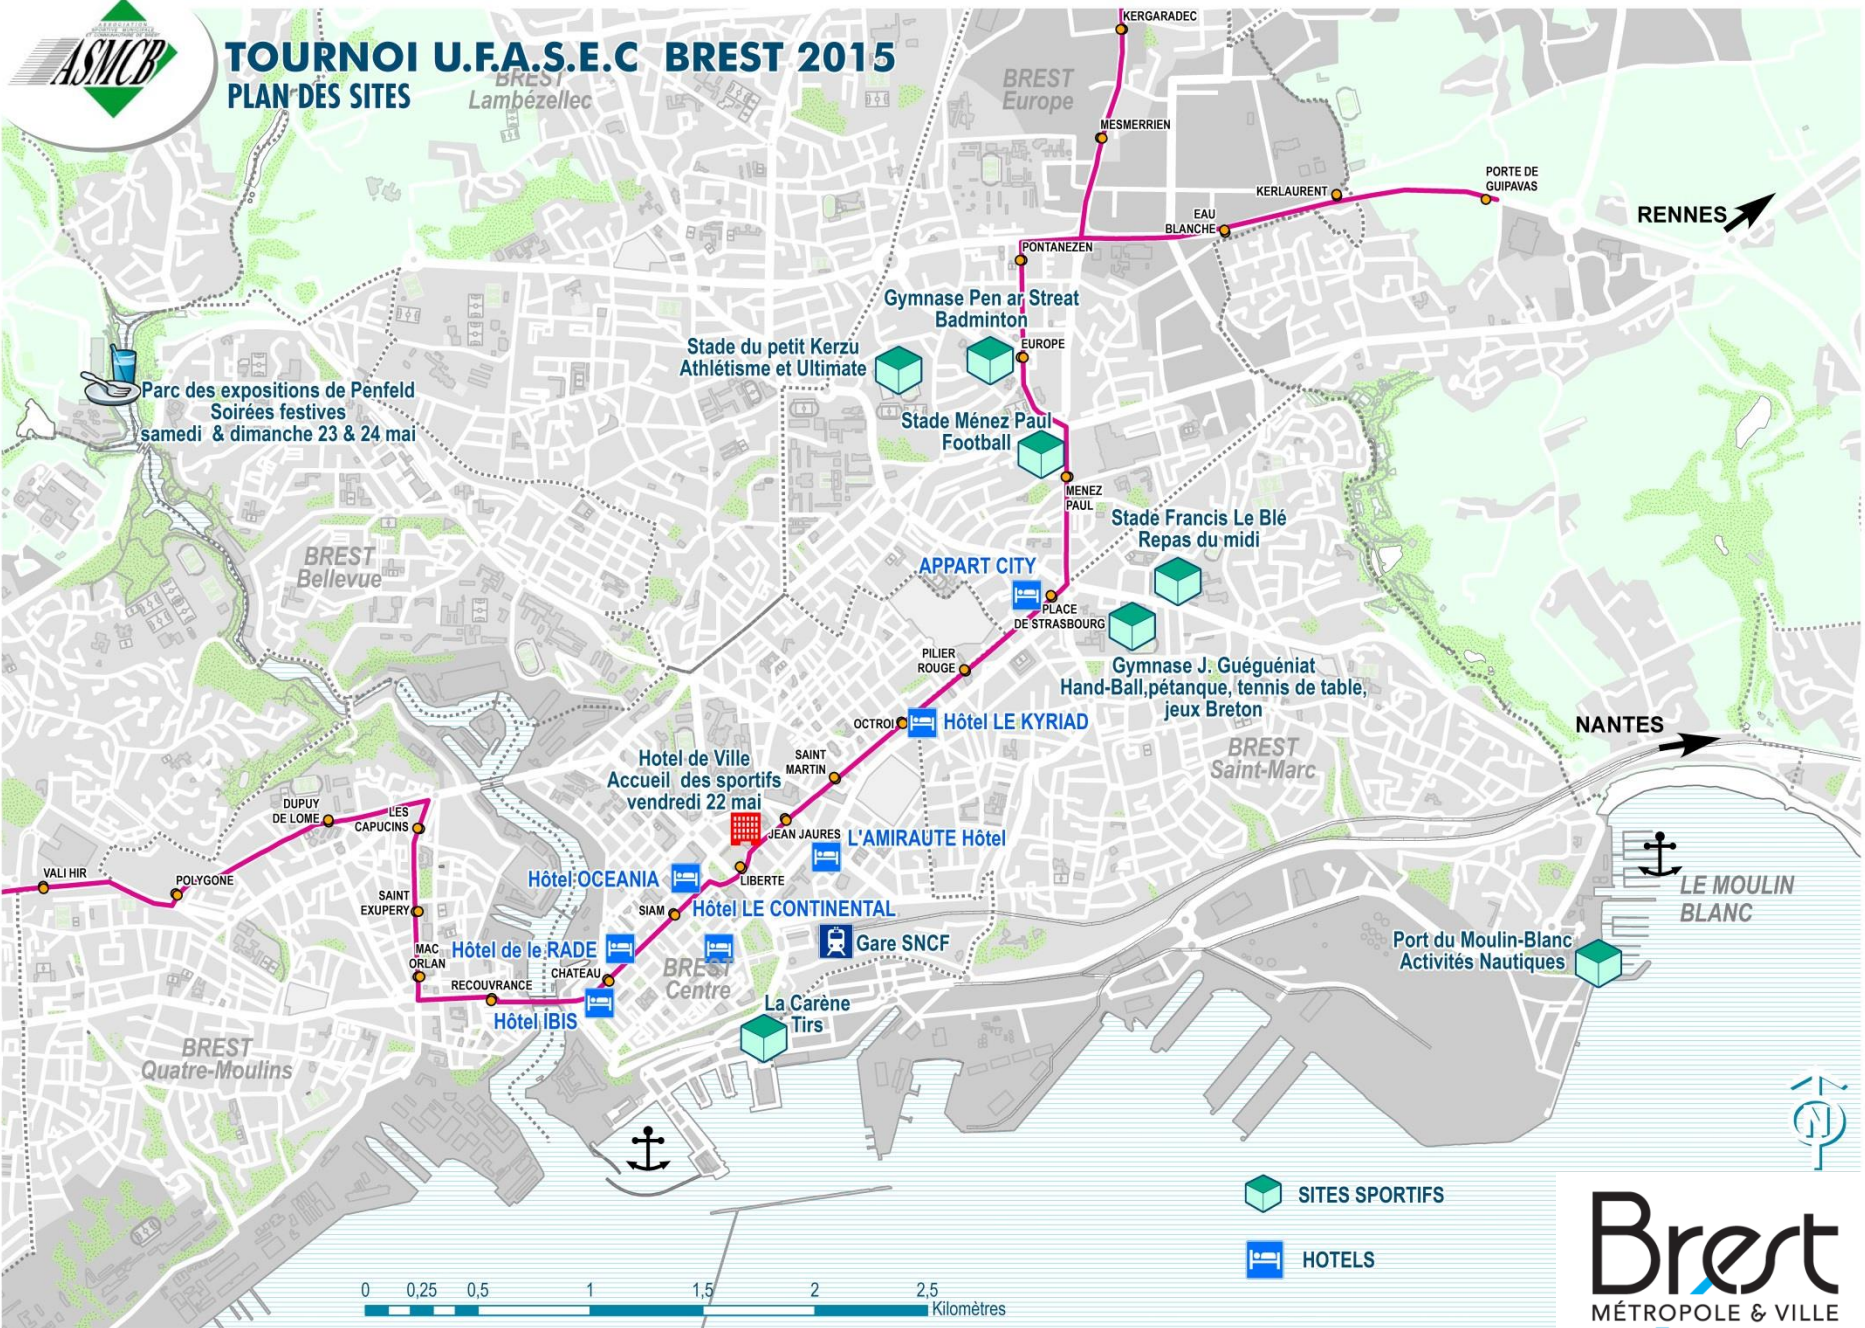 ASSOCIATION
SPORTIVE MUNICIPALE
ET COMMUNAUTAIRE DE BREST
ASMCB
TOURNOI U.F.A.S.E.C BREST 2015
PLAN DES SITES
BREST
Lambézellec
BREST
Europe
KERGARADEC
MESMERRIEN
KERLAURENT
PORTE DE
GUIPAVAS
EAU
BLANCHE
RENNES
PONTANEZEN
Gymnase Pen ar Streat
Badminton
EUROPE
Stade du petit Kerzu
Athlétisme et Ultimate
Parc des expositions de Penfeld
Soirées festives
samedi & dimanche 23 & 24 mai
Stade Ménez Paul
Football
MENEZ
PAUL
Stade Francis Le Blé
Repas du midi
BREST
Bellevue
APPART CITY
PLACE
DE STRASBOURG
PILIER
ROUGE
Gymnase J. Guéguéniat
Hand-Ball,pétanque, tennis de table,
jeux Breton
OCTROI
Hôtel LE KYRIAD
NANTES
BREST
Saint-Marc
Hotel de Ville
Accueil des sportifs
vendredi 22 mai
SAINT
MARTIN
DUPUY
DE LOME
LES
CAPUCINS
JEAN JAURES
L'AMIRAUTE Hôtel
VALI HIR
POLYGONE
Hôtel OCEANIA
LIBERTE
LE MOULIN
BLANC
SAINT
EXUPERY
SIAM
Hôtel LE CONTINENTAL
MAC
ORLAN
Hôtel de le RADE
Gare SNCF
Port du Moulin-Blanc
Activités Nautiques
CHATEAU
BREST
Centre
RECOUVRANCE
Hôtel IBIS
La Carène
Tirs
BREST
Quatre-Moulins
N
SITES SPORTIFS
HOTELS
0 0,25 0,5 1 1,5 2 2,5
Kilomètres
Brest
MÉTROPOLE & VILLE